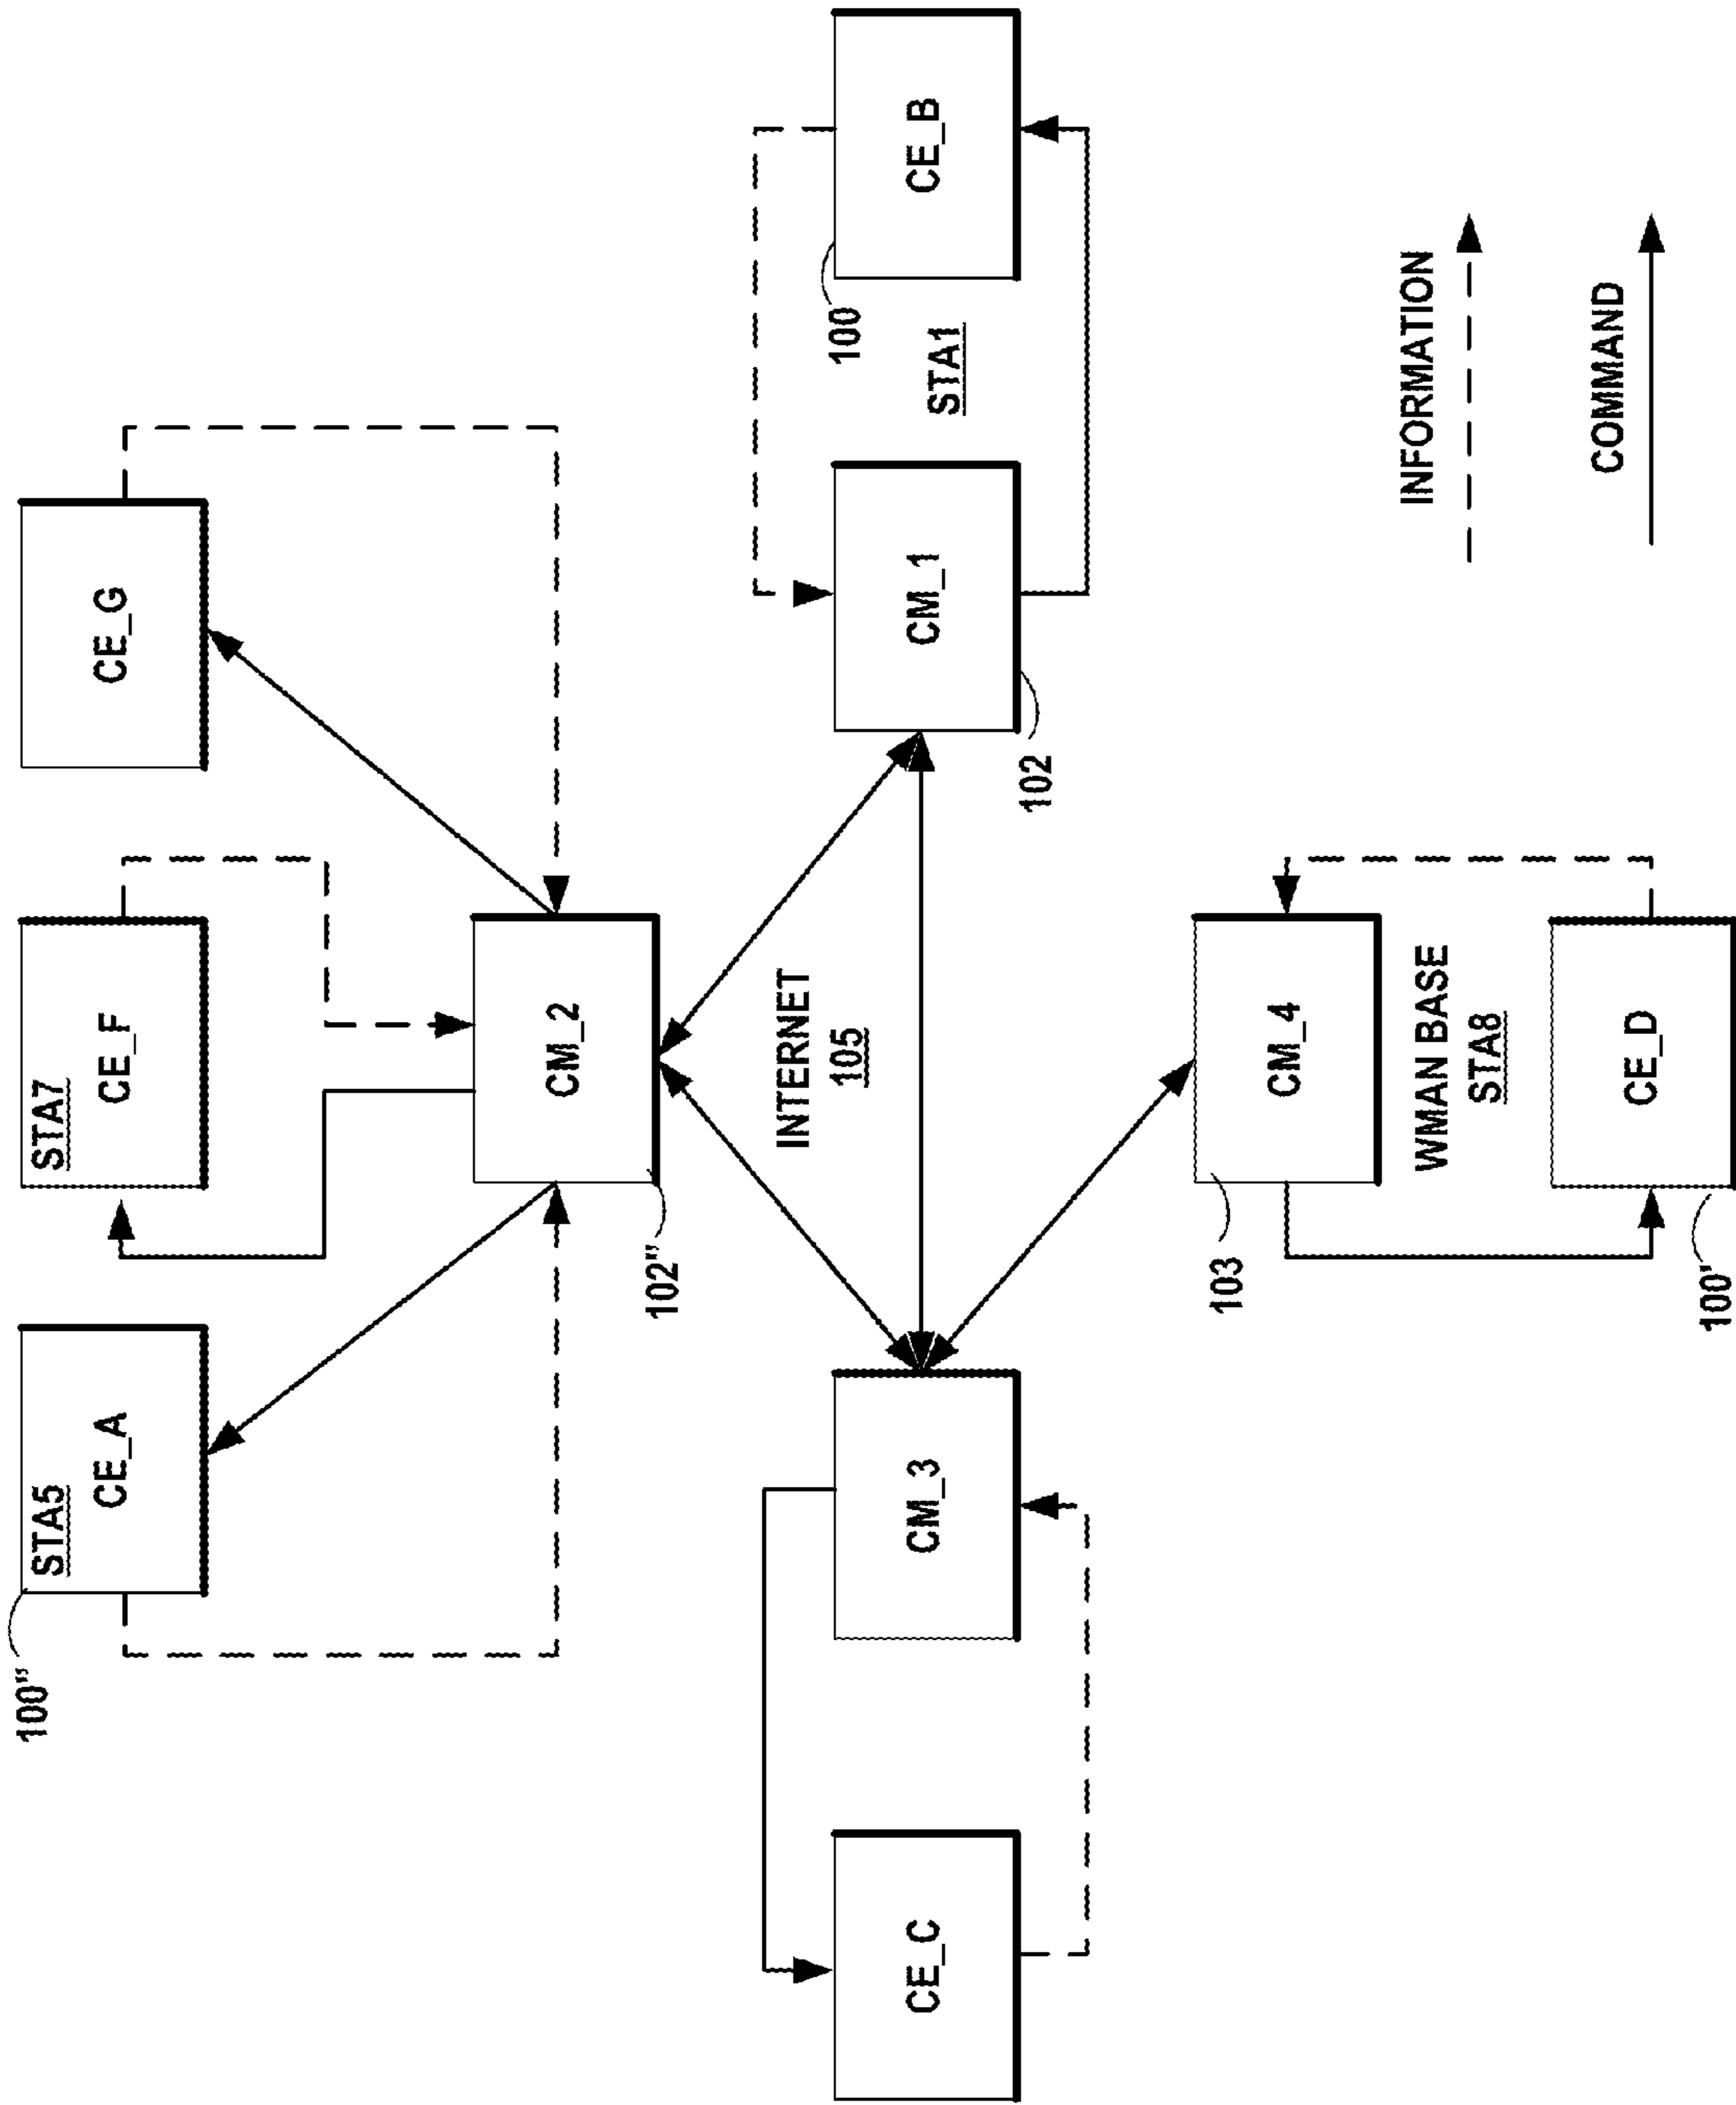 100"
STA5
CE_A
STA7
CE_F
CE_G
CM_2
102"
INTERNET
105
CE_C
CM_3
CM_1
102
STA1
100
CE_B
103
CM_4
WMAN BASE
STA8
CE_D
100'
INFORMATION
COMMAND